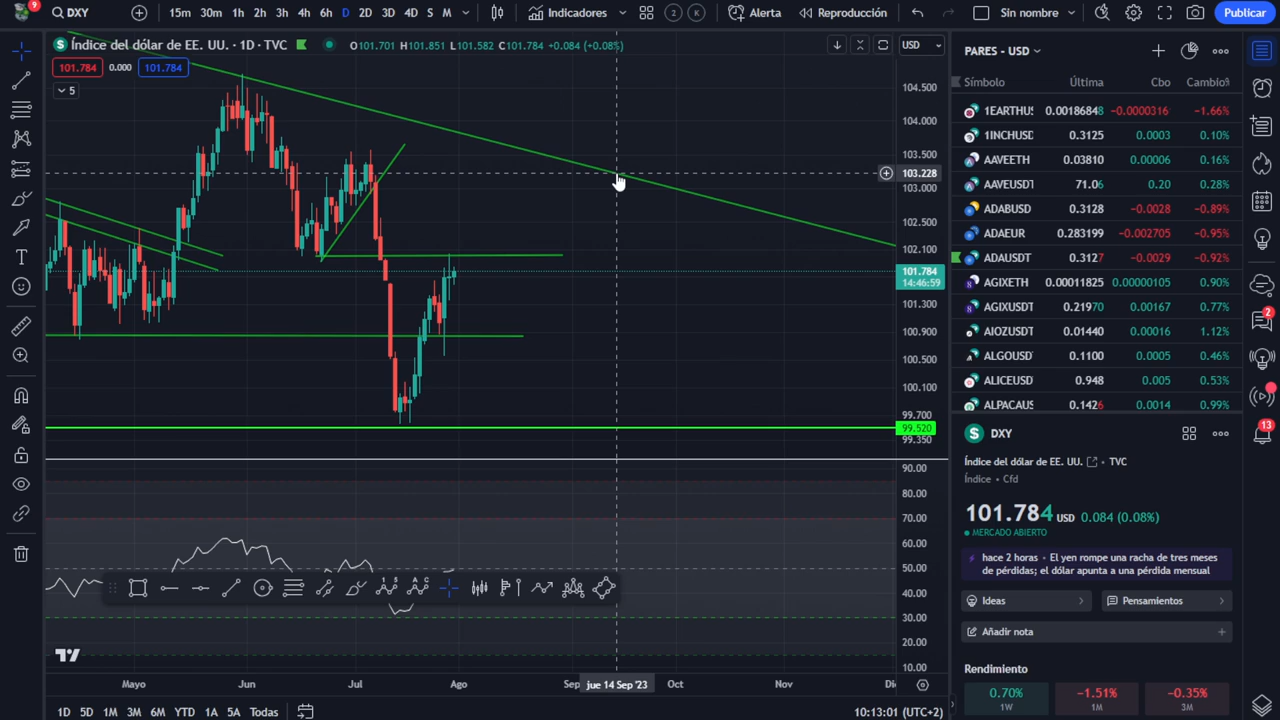 9
DXY
15m 30m 1h 2h 3h 4h 6h D 2D 3D 4D S M
Indicadores
2 K
Alerta
Reproducción
Sin nombre
Publicar
Índice del dólar de EE. UU. · 1D · TVC
O101.701 H101.851 L101.582 C101.784 +0.084 (+0.08%)
USD
101.784 0.000 101.784
5
104.500
104.000
103.500
103.228
103.000
102.500
102.100
101.784
14:46:59
101.300
100.900
100.500
100.100
99.700
99.520
99.350
90.00
80.00
70.00
60.00
50.00
40.00
30.00
20.00
10.00
Mayo Jun Jul Ago Sep jue 14 Sep '23 Oct Nov Di
1D 5D 1M 3M 6M YTD 1A 5A Todas
10:13:01 (UTC+2)
PARES - USD
Símbolo Última Cbo Cambio%
1EARTHUS 0.00186848 -0.0000316 -1.66%
1INCHUSD 0.3125 0.0003 0.10%
AAVEETH 0.03810 0.00006 0.16%
AAVEUSDT 71.06 0.20 0.28%
ADABUSD 0.3128 -0.0028 -0.89%
ADAEUR 0.283199 -0.002705 -0.95%
ADAUSDT 0.3127 -0.0029 -0.92%
AGIXETH 0.00011825 0.00000105 0.90%
AGIXUSDT 0.21970 0.00168 0.77%
AIOZUSDT 0.01440 0.00016 1.12%
ALGOUSDT 0.1100 0.0005 0.46%
ALICEUSD 0.948 0.005 0.53%
ALPACAUS 0.1426 0.0014 0.99%
DXY
Índice del dólar de EE. UU. • TVC
Índice • Cfd
101.784 USD 0.084 (0.08%)
MERCADO ABIERTO
hace 2 horas • El yen rompe una racha de tres meses
de pérdidas; el dólar apunta a una pérdida mensual
Ideas
Pensamientos
Añadir nota
Rendimiento
0.70% -1.51% -0.35%
1W 1M 3M
2
13